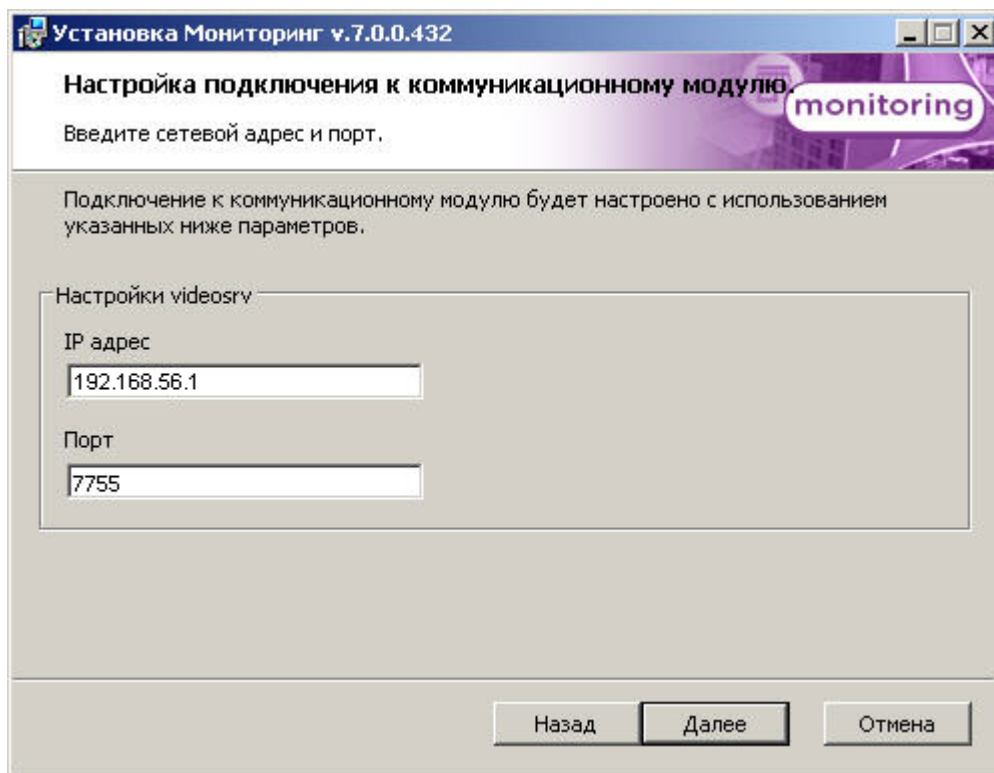 Установка Мониторинг v.7.0.0.432
Настройка подключения к коммуникационному модулю.
monitoring
Введите сетевой адрес и порт.
Подключение к коммуникационному модулю будет настроено с использованием
указанных ниже параметров.
Настройки videosrv
IP адрес
192.168.56.1
Порт
7755
Назад
Далее
Отмена